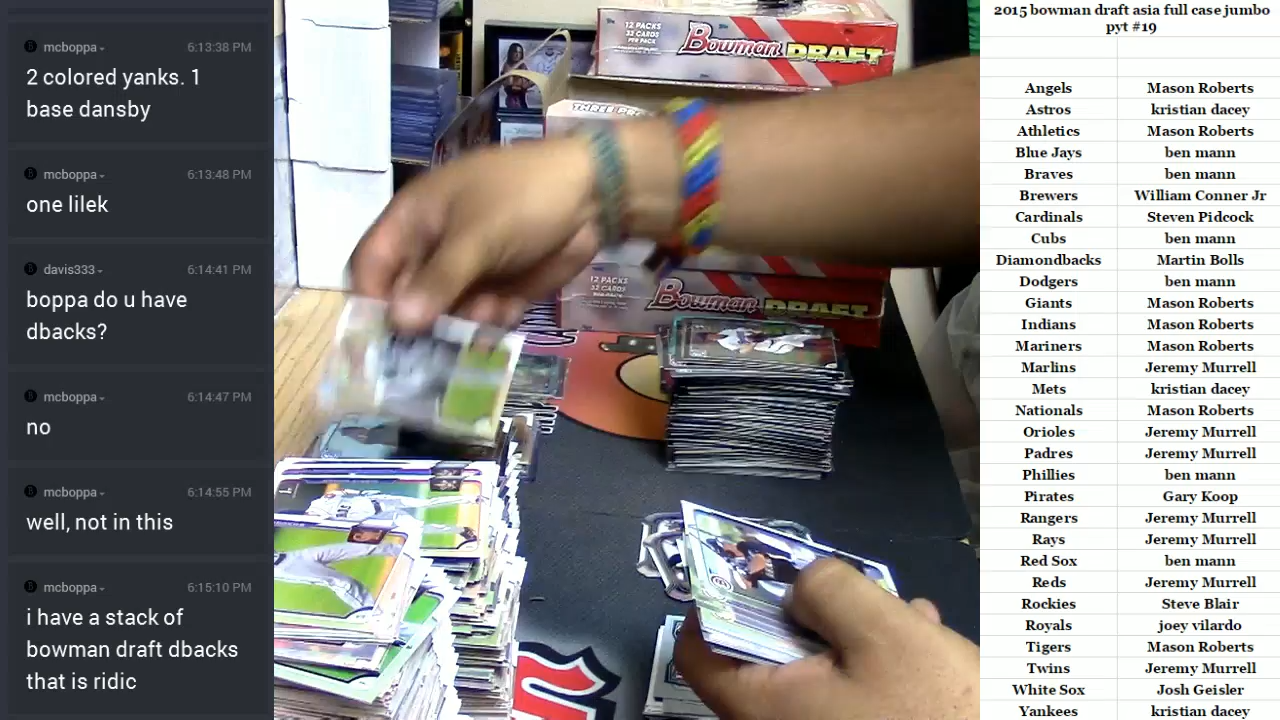 mcboppa 6:13:38 PM
2 colored yanks. 1
base dansby
mcboppa 6:13:48 PM
one lilek
davis333 6:14:41 PM
boppa do u have
dbacks?
mcboppa 6:14:47 PM
no
mcboppa 6:14:55 PM
well, not in this
mcboppa 6:15:10 PM
i have a stack of
bowman draft dbacks
that is ridic
12 PACKS
32 CARDS
PER PACK
Bowman DRAFT
12 PACKS
32 CARDS
PER PACK
Bowman DRAFT
2015 bowman draft asia full case jumbo
pyt #19
Angels Mason Roberts
Astros kristian dacey
Athletics Mason Roberts
Blue Jays ben mann
Braves ben mann
Brewers William Conner Jr
Cardinals Steven Pidcock
Cubs ben mann
Diamondbacks Martin Bolls
Dodgers ben mann
Giants Mason Roberts
Indians Mason Roberts
Mariners Mason Roberts
Marlins Jeremy Murrell
Mets kristian dacey
Nationals Mason Roberts
Orioles Jeremy Murrell
Padres Jeremy Murrell
Phillies ben mann
Pirates Gary Koop
Rangers Jeremy Murrell
Rays Jeremy Murrell
Red Sox ben mann
Reds Jeremy Murrell
Rockies Steve Blair
Royals joey vilardo
Tigers Mason Roberts
Twins Jeremy Murrell
White Sox Josh Geisler
Yankees kristian dacey